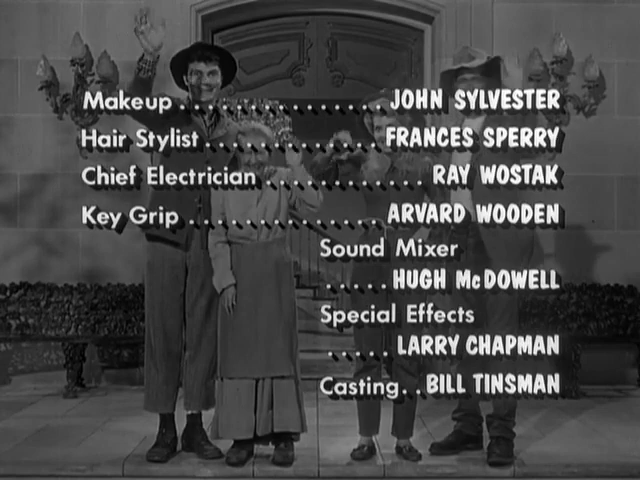 Makeup . . . . . . . . . . . . . . . JOHN SYLVESTER
Hair Stylist . . . . . . . . . . . . . FRANCES SPERRY
Chief Electrician . . . . . . . . . . . . RAY WOSTAK
Key Grip . . . . . . . . . . . . . . ARVARD WOODEN
Sound Mixer
. . . . . HUGH McDOWELL
Special Effects
. . . . . LARRY CHAPMAN
Casting . . BILL TINSMAN